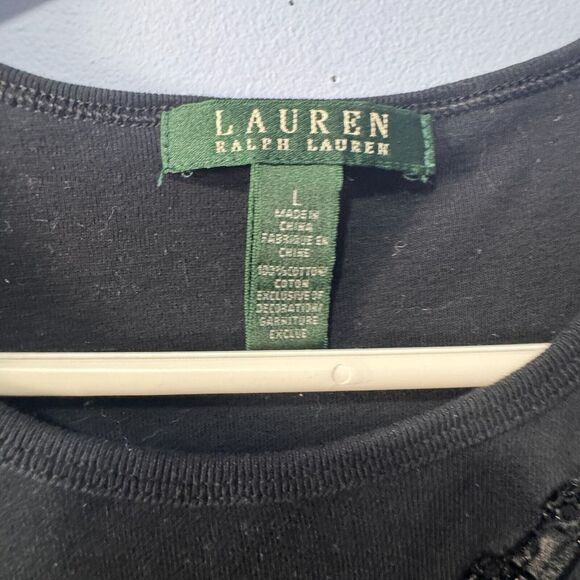 LAUREN
RALPH LAUREN
L
MADE IN
CHINA
FABRIQUE EN
CHINE
100% COTTON/
COTON
EXCLUSIVE OF
DECORATION/
GARNITURE
EXCLUE